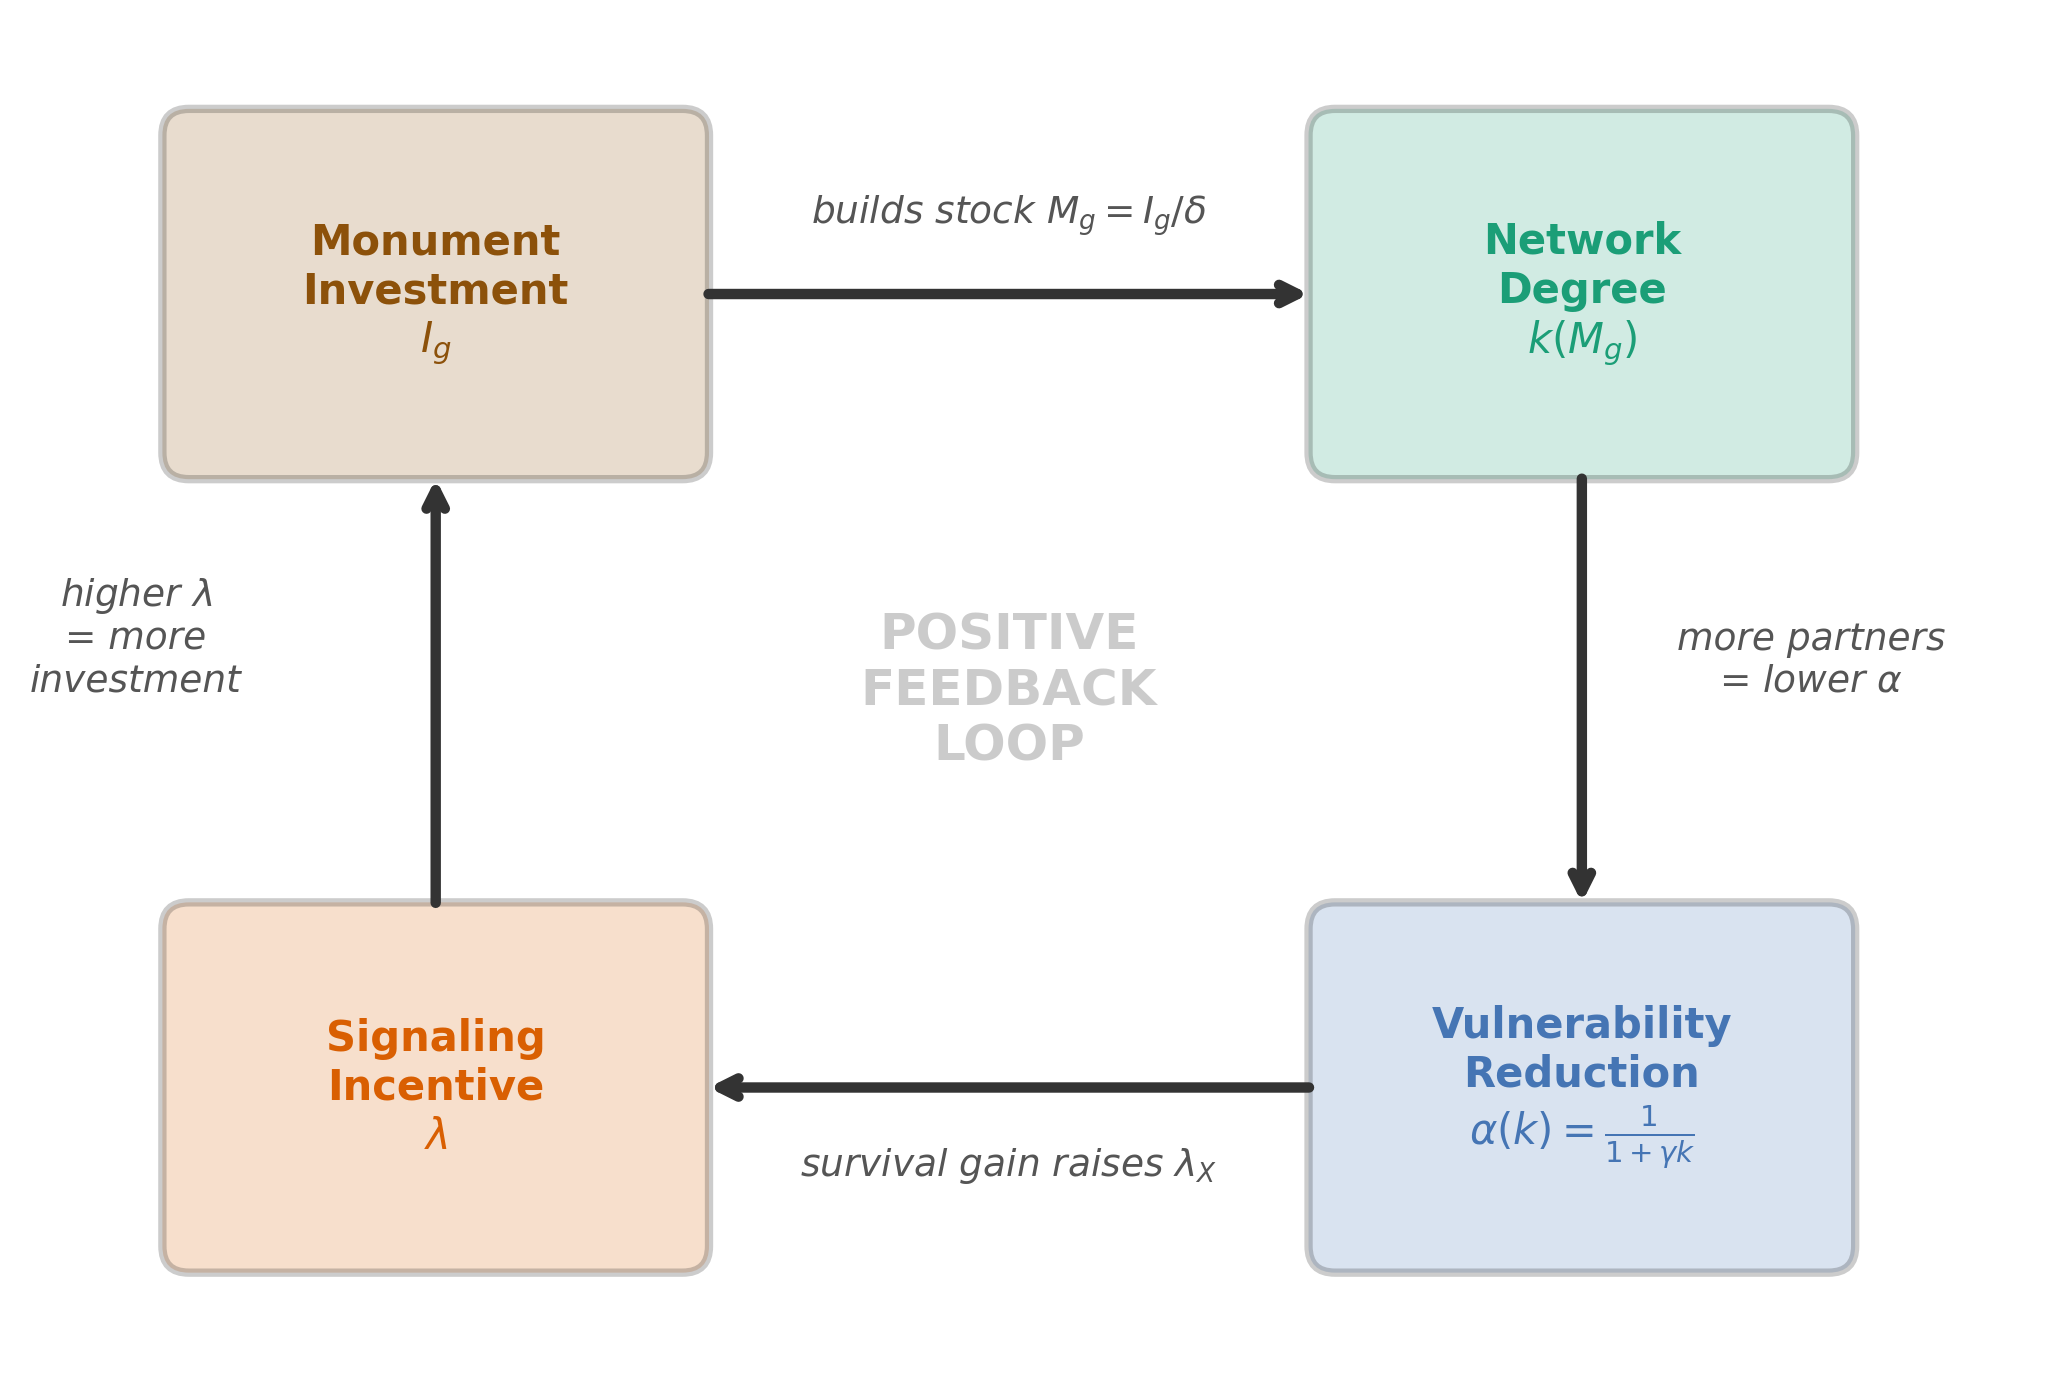 Monument
Investment
I_g
builds stock M_g = I_g/δ
Network
Degree
k(M_g)
higher λ
= more
investment
POSITIVE
FEEDBACK
LOOP
more partners
= lower α
Signaling
Incentive
λ
survival gain raises λ_X
Vulnerability
Reduction
α(k) = 1/(1 + γk)